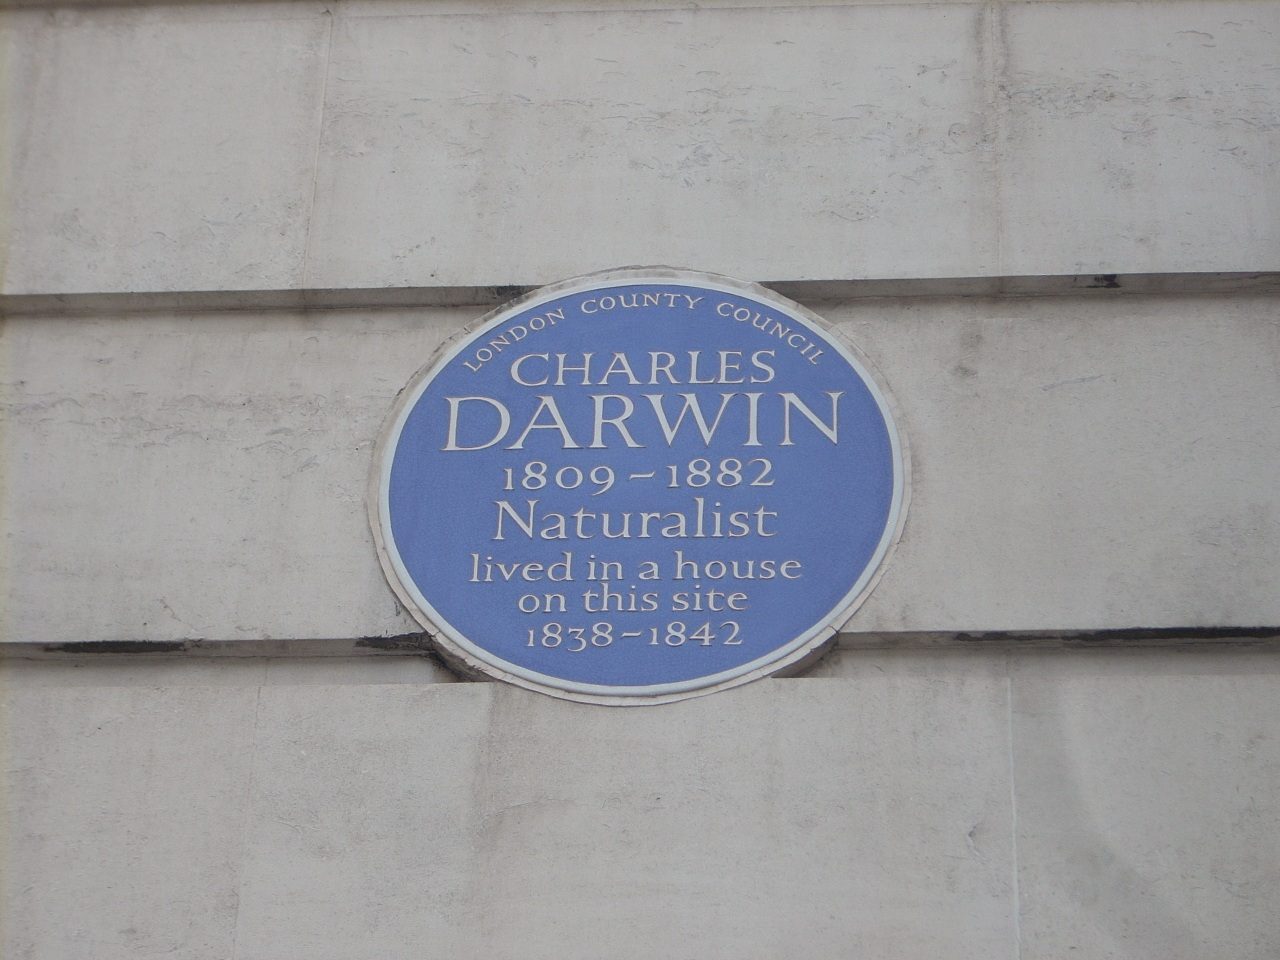 LONDON COUNTY COUNCIL
CHARLES
DARWIN
1809-1882
Naturalist
lived in a house
on this site
1838-1842